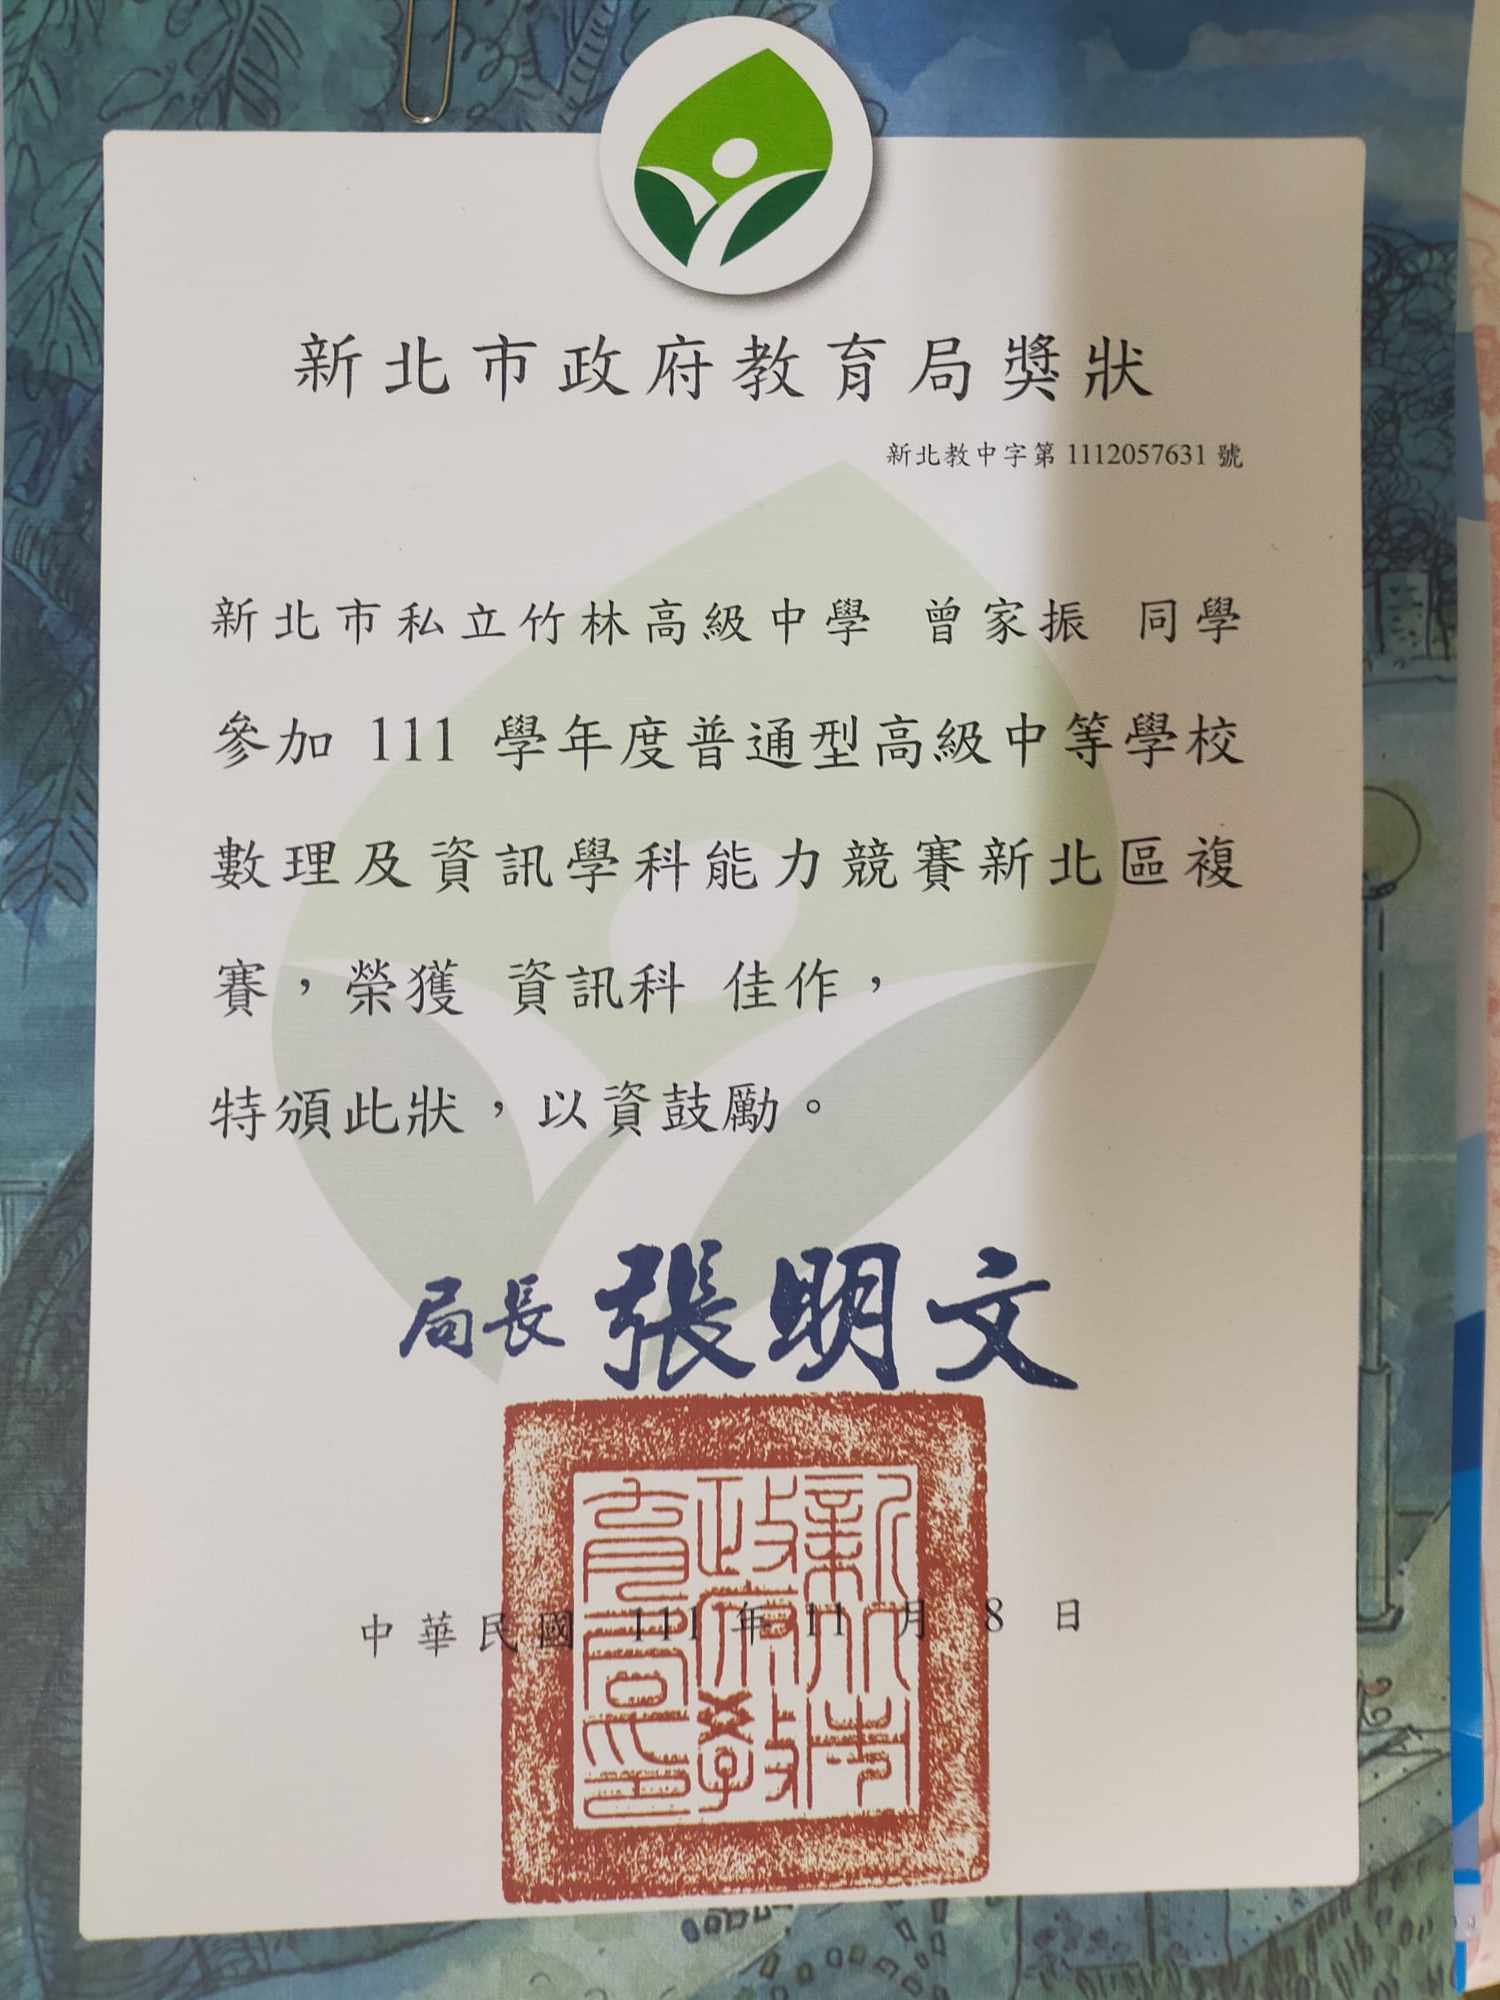 新北市政府教育局獎狀
新北教中字第 1112057631 號
新北市私立竹林高級中學 曾家振 同學
參加 111 學年度普通型高級中等學校
數理及資訊學科能力競賽新北區複
賽，榮獲 資訊科 佳作，
特頒此狀，以資鼓勵。
局長 張明文
中華民國 111 年 11 月 8 日
新北市政府教育局印